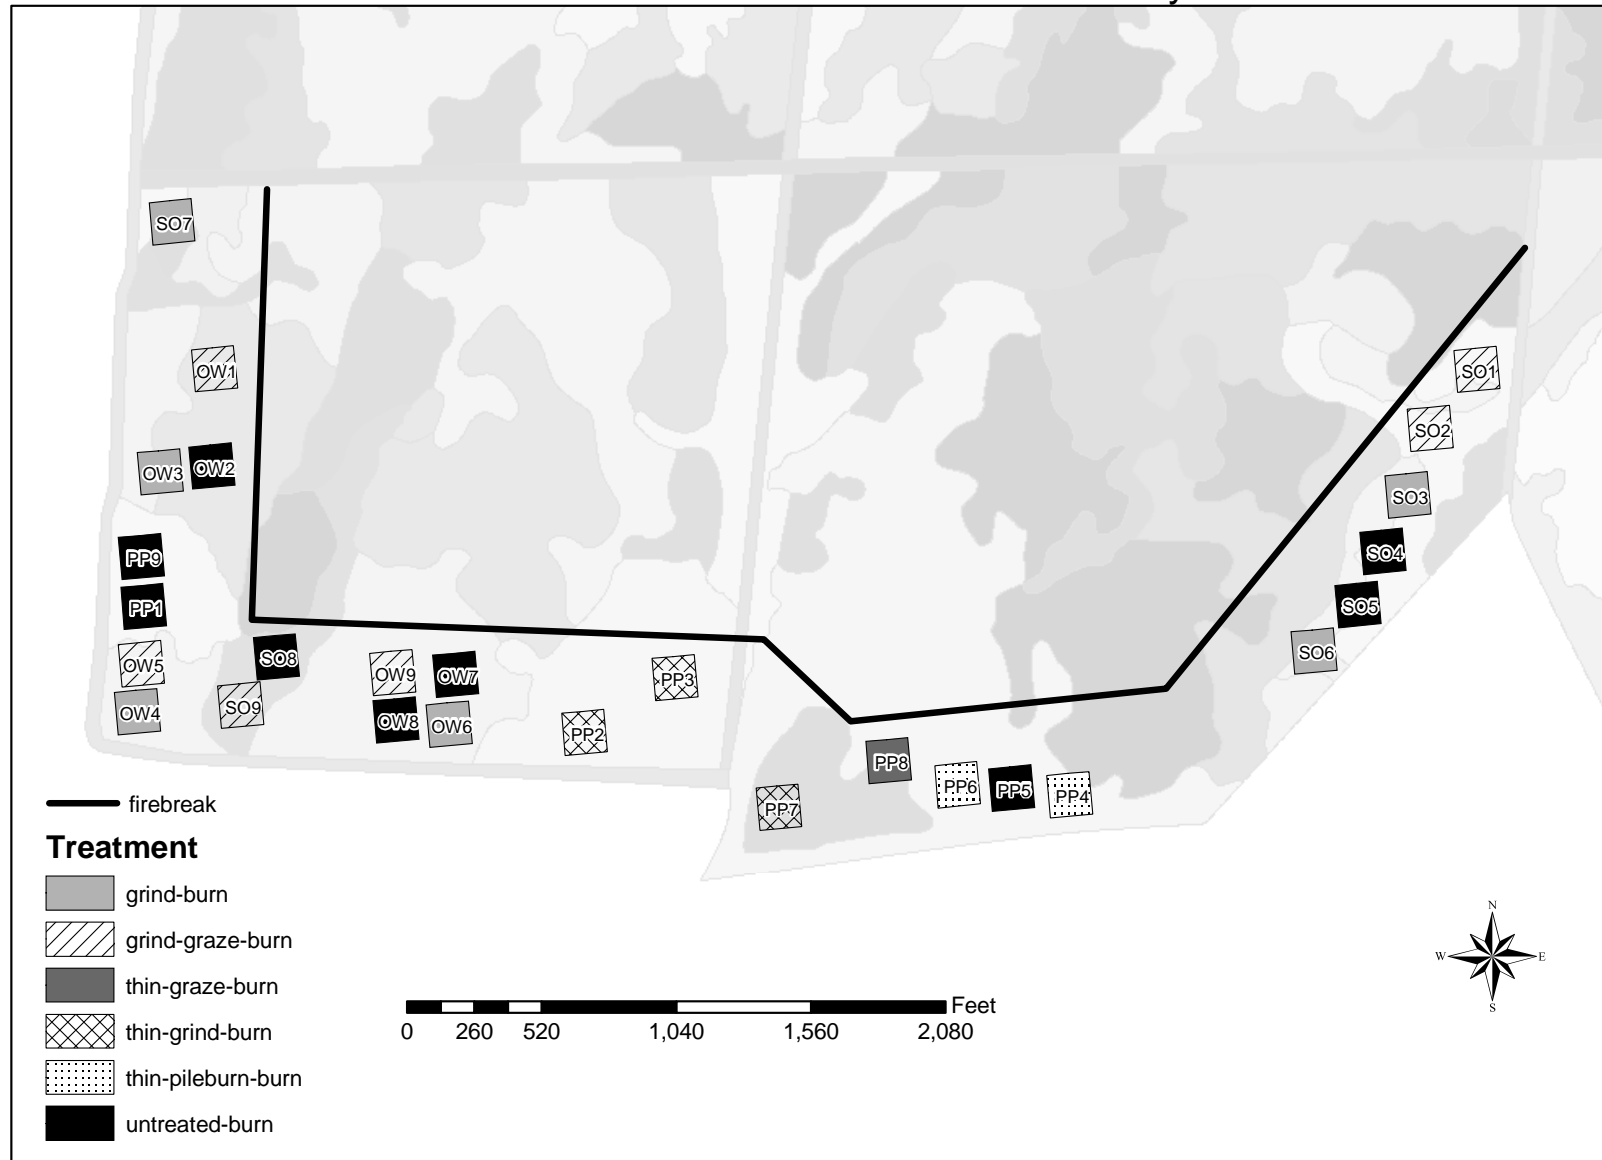 y
SO7
OW1
SO1
SO2
OW3
OW2
SO3
PP9
SO4
PP1
SO5
OW5
SO8
OW9
OW7
PP3
SO6
OW4
SO9
OW8
OW6
PP2
PP8
PP6
PP5
PP4
PP7
firebreak
Treatment
grind-burn
grind-graze-burn
thin-graze-burn
thin-grind-burn
thin-pileburn-burn
untreated-burn
Feet
0 260 520 1,040 1,560 2,080
N
W E
S